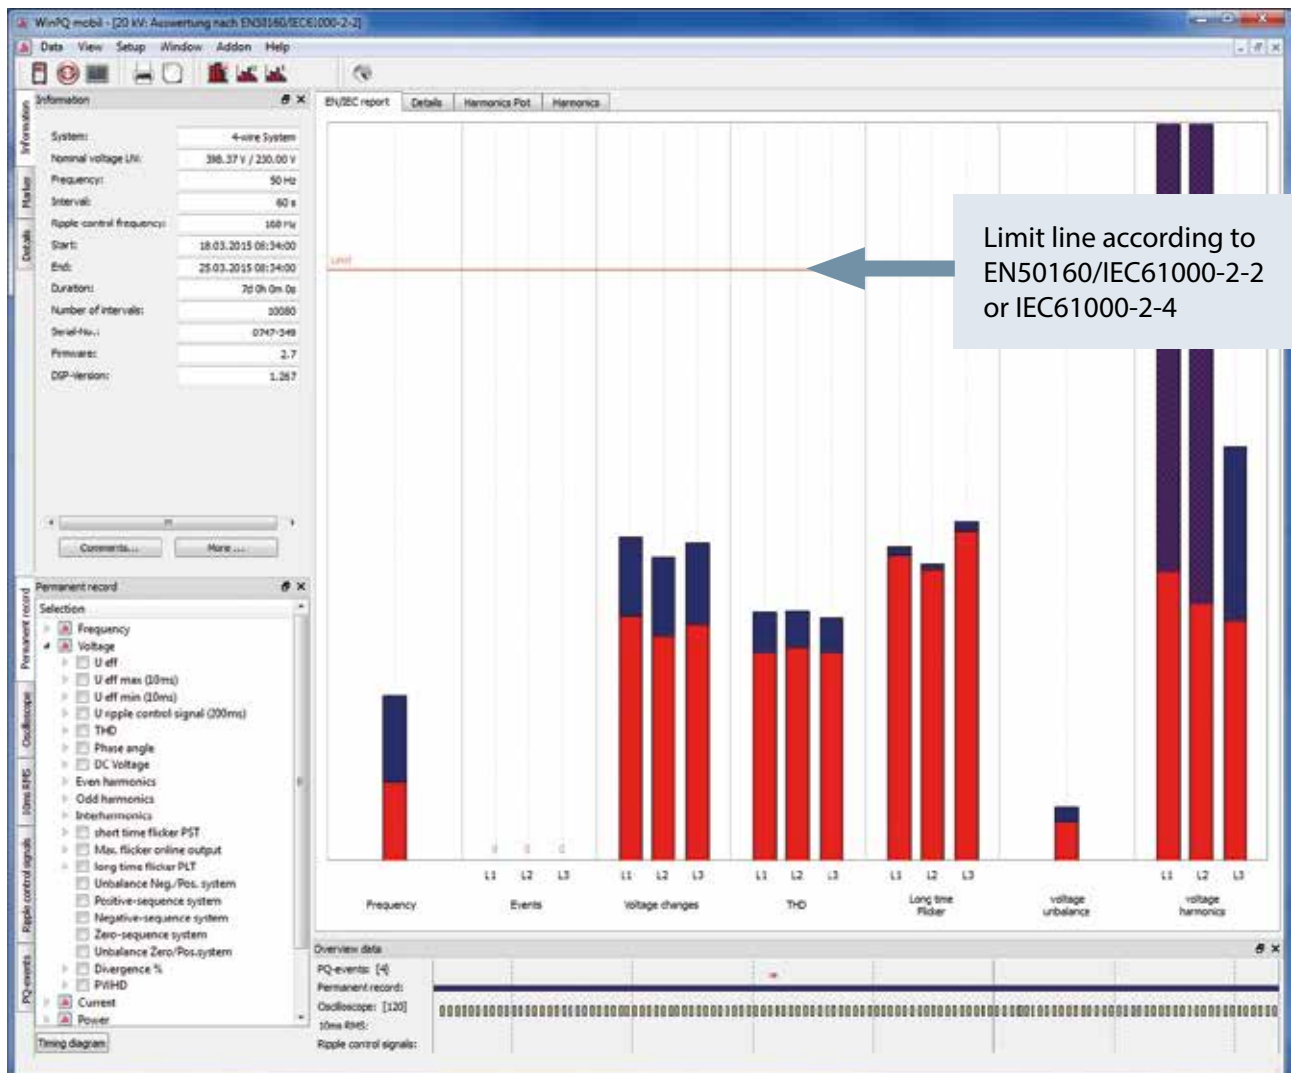 WinPQ mobil - [20 kV: Auswertung nach EN50160/IEC61000-2-2]
Data View Setup Window Addon Help
Information
System: 4-wire System
Nominal voltage LN: 398.37 V / 230.00 V
Frequency: 50 Hz
Interval: 60 s
Ripple control frequency: 168 Hz
Start: 18.03.2015 08:34:00
End: 25.03.2015 08:34:00
Duration: 7d 0h 0m 0s
Number of intervals: 10080
Serial-No.: 0747-349
Firmware: 2.7
DSP-Version: 1.267
Comments... More ...
Information
Marker
Details
EN/IEC report Details Harmonics Plot Harmonics
Limit
Limit line according to
EN50160/IEC61000-2-2
or IEC61000-2-4
0 0 0
L1 L2 L3 L1 L2 L3 L1 L2 L3 L1 L2 L3 L1 L2 L3
Frequency Events Voltage changes THD Long time Flicker voltage unbalance voltage harmonics
Permanent record
Selection
Frequency
Voltage
U eff
U eff max (10ms)
U eff min (10ms)
U ripple control signal (200ms)
THD
Phase angle
DC Voltage
Even harmonics
Odd harmonics
Interharmonics
short time flicker PST
Max. flicker online output
long time flicker PLT
Unbalance Neg./Pos. system
Positive-sequence system
Negative-sequence system
Zero-sequence system
Unbalance Zero/Pos.system
Divergence %
PWHD
Current
Power
Permanent record
Oscilloscope
10ms RMS
Ripple control signals
PQ-events
Timing diagram
Overview data
PQ-events: [4]
Permanent record:
Oscilloscope: [120]
10ms RMS:
Ripple control signals: